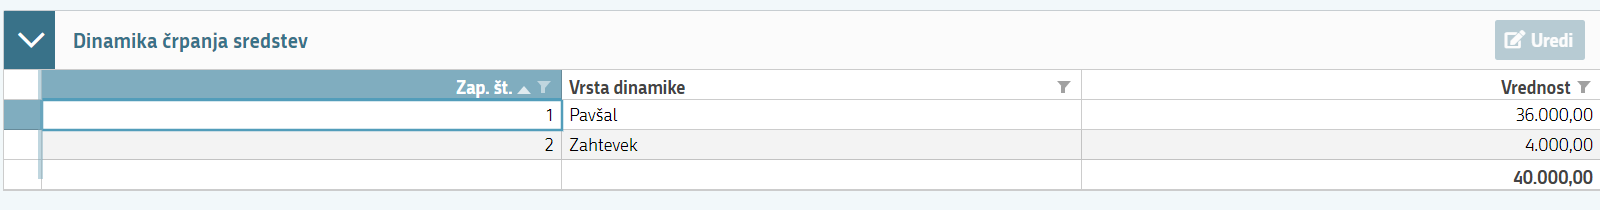 Dinamika črpanja sredstev
Uredi
Zap. št. Vrsta dinamike Vrednost
1 Pavšal 36.000,00
2 Zahtevek 4.000,00
40.000,00